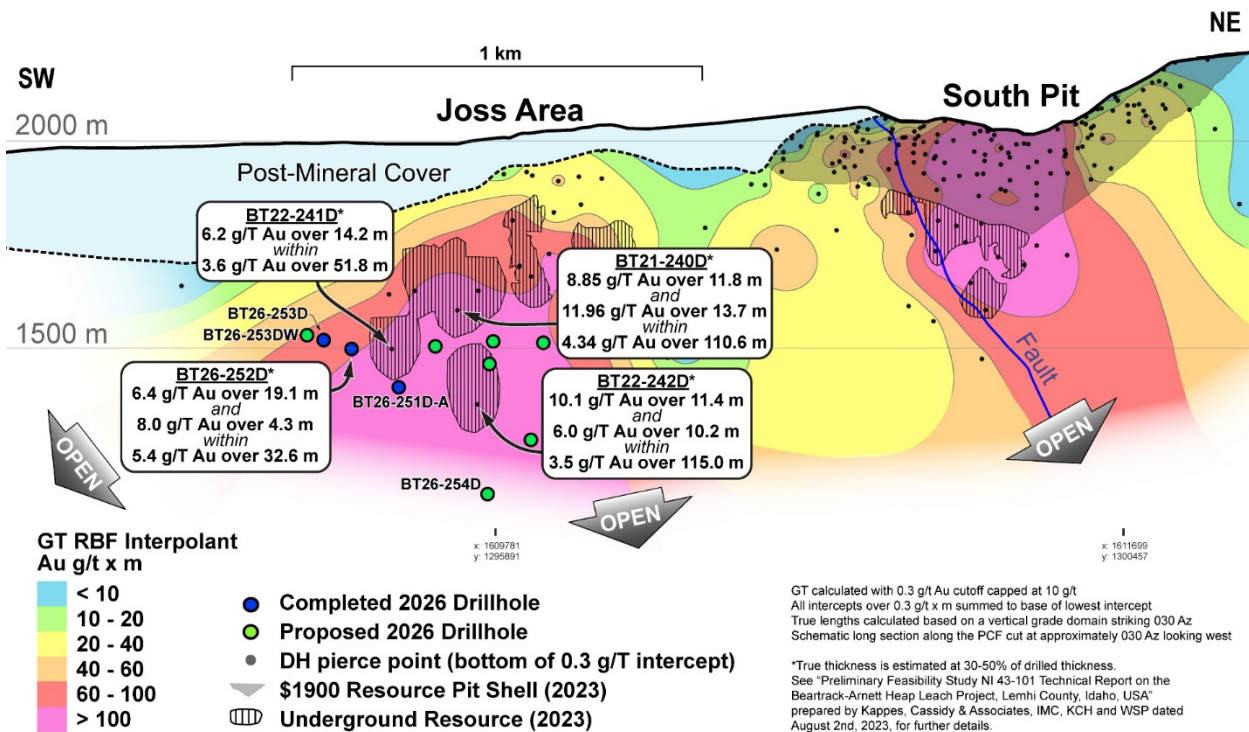 NE
1 km
SW
Joss Area
South Pit
2000 m
Post-Mineral Cover
BT22-241D*
6.2 g/T Au over 14.2 m
within
3.6 g/T Au over 51.8 m
BT21-240D*
8.85 g/T Au over 11.8 m
and
11.96 g/T Au over 13.7 m
within
4.34 g/T Au over 110.6 m
BT26-253D
BT26-253DW
1500 m
BT26-252D*
6.4 g/T Au over 19.1 m
and
8.0 g/T Au over 4.3 m
within
5.4 g/T Au over 32.6 m
BT26-251D-A
BT22-242D*
10.1 g/T Au over 11.4 m
and
6.0 g/T Au over 10.2 m
within
3.5 g/T Au over 115.0 m
Fault
BT26-254D
OPEN
OPEN
OPEN
x: 1609781
y: 1295891
x: 1611699
y: 1300457
GT RBF Interpolant
Au g/t x m
< 10
10 - 20
20 - 40
40 - 60
60 - 100
> 100
Completed 2026 Drillhole
Proposed 2026 Drillhole
DH pierce point (bottom of 0.3 g/T intercept)
$1900 Resource Pit Shell (2023)
Underground Resource (2023)
GT calculated with 0.3 g/t Au cutoff capped at 10 g/t
All intercepts over 0.3 g/t x m summed to base of lowest intercept
True lengths calculated based on a vertical grade domain striking 030 Az
Schematic long section along the PCF cut at approximately 030 Az looking west
*True thickness is estimated at 30-50% of drilled thickness.
See "Preliminary Feasibility Study NI 43-101 Technical Report on the
Beartrack-Arnett Heap Leach Project, Lemhi County, Idaho, USA"
prepared by Kappes, Cassidy & Associates, IMC, KCH and WSP dated
August 2nd, 2023, for further details.